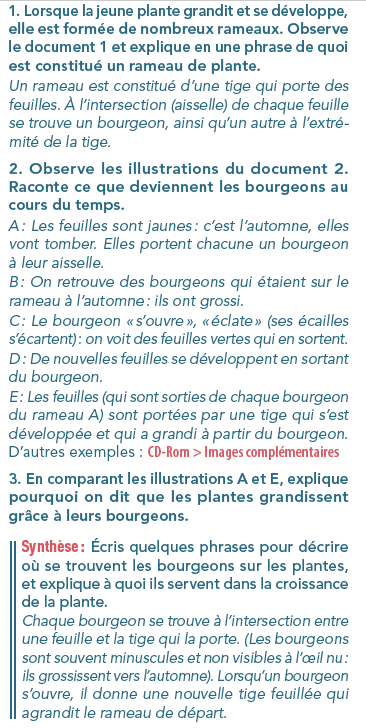 1. Lorsque la jeune plante grandit et se développe,
elle est formée de nombreux rameaux. Observe
le document 1 et explique en une phrase de quoi
est constitué un rameau de plante.
Un rameau est constitué d'une tige qui porte des
feuilles. À l'intersection (aisselle) de chaque feuille
se trouve un bourgeon, ainsi qu'un autre à l'extré-
mité de la tige.
2. Observe les illustrations du document 2.
Raconte ce que deviennent les bourgeons au
cours du temps.
A : Les feuilles sont jaunes : c'est l'automne, elles
vont tomber. Elles portent chacune un bourgeon
à leur aisselle.
B : On retrouve des bourgeons qui étaient sur le
rameau à l'automne : ils ont grossi.
C : Le bourgeon « s'ouvre », « éclate » (ses écailles
s'écartent) : on voit des feuilles vertes qui en sortent.
D : De nouvelles feuilles se développent en sortant
du bourgeon.
E : Les feuilles (qui sont sorties de chaque bourgeon
du rameau A) sont portées par une tige qui s'est
développée et qui a grandi à partir du bourgeon.
D'autres exemples : CD-Rom > Images complémentaires
3. En comparant les illustrations A et E, explique
pourquoi on dit que les plantes grandissent
grâce à leurs bourgeons.
Synthèse : Écris quelques phrases pour décrire
où se trouvent les bourgeons sur les plantes,
et explique à quoi ils servent dans la croissance
de la plante.
Chaque bourgeon se trouve à l'intersection entre
une feuille et la tige qui la porte. (Les bourgeons
sont souvent minuscules et non visibles à l'œil nu :
ils grossissent vers l'automne). Lorsqu'un bourgeon
s'ouvre, il donne une nouvelle tige feuillée qui
agrandit le rameau de départ.